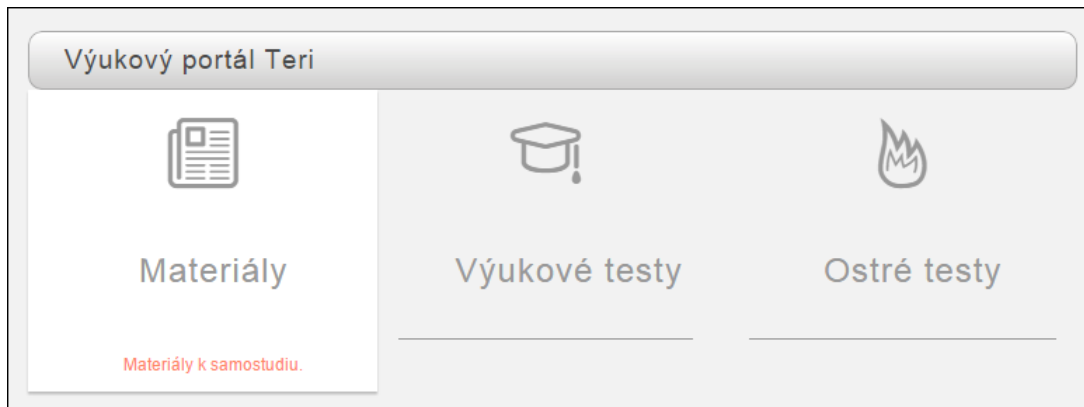 Výukový portál Teri
Materiály
Výukové testy
Ostré testy
Materiály k samostudiu.